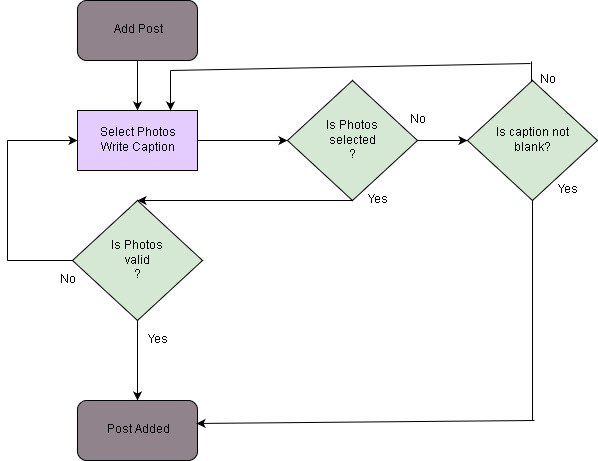 Add Post
No
Select Photos
Write Caption
Is Photos
selected
?
No
Is caption not
blank?
Yes
Yes
Is Photos
valid
?
No
Yes
Post Added